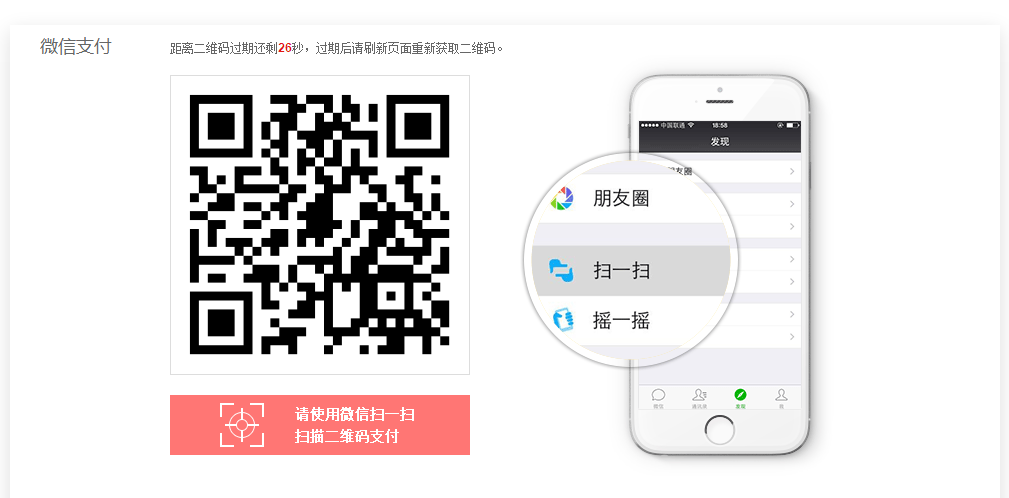 微信支付
距离二维码过期还剩26秒，过期后请刷新页面重新获取二维码。
中国联通 18:58
发现
朋友圈
朋友圈
扫一扫
摇一摇
微信 通讯录 发现 我
请使用微信扫一扫
扫描二维码支付